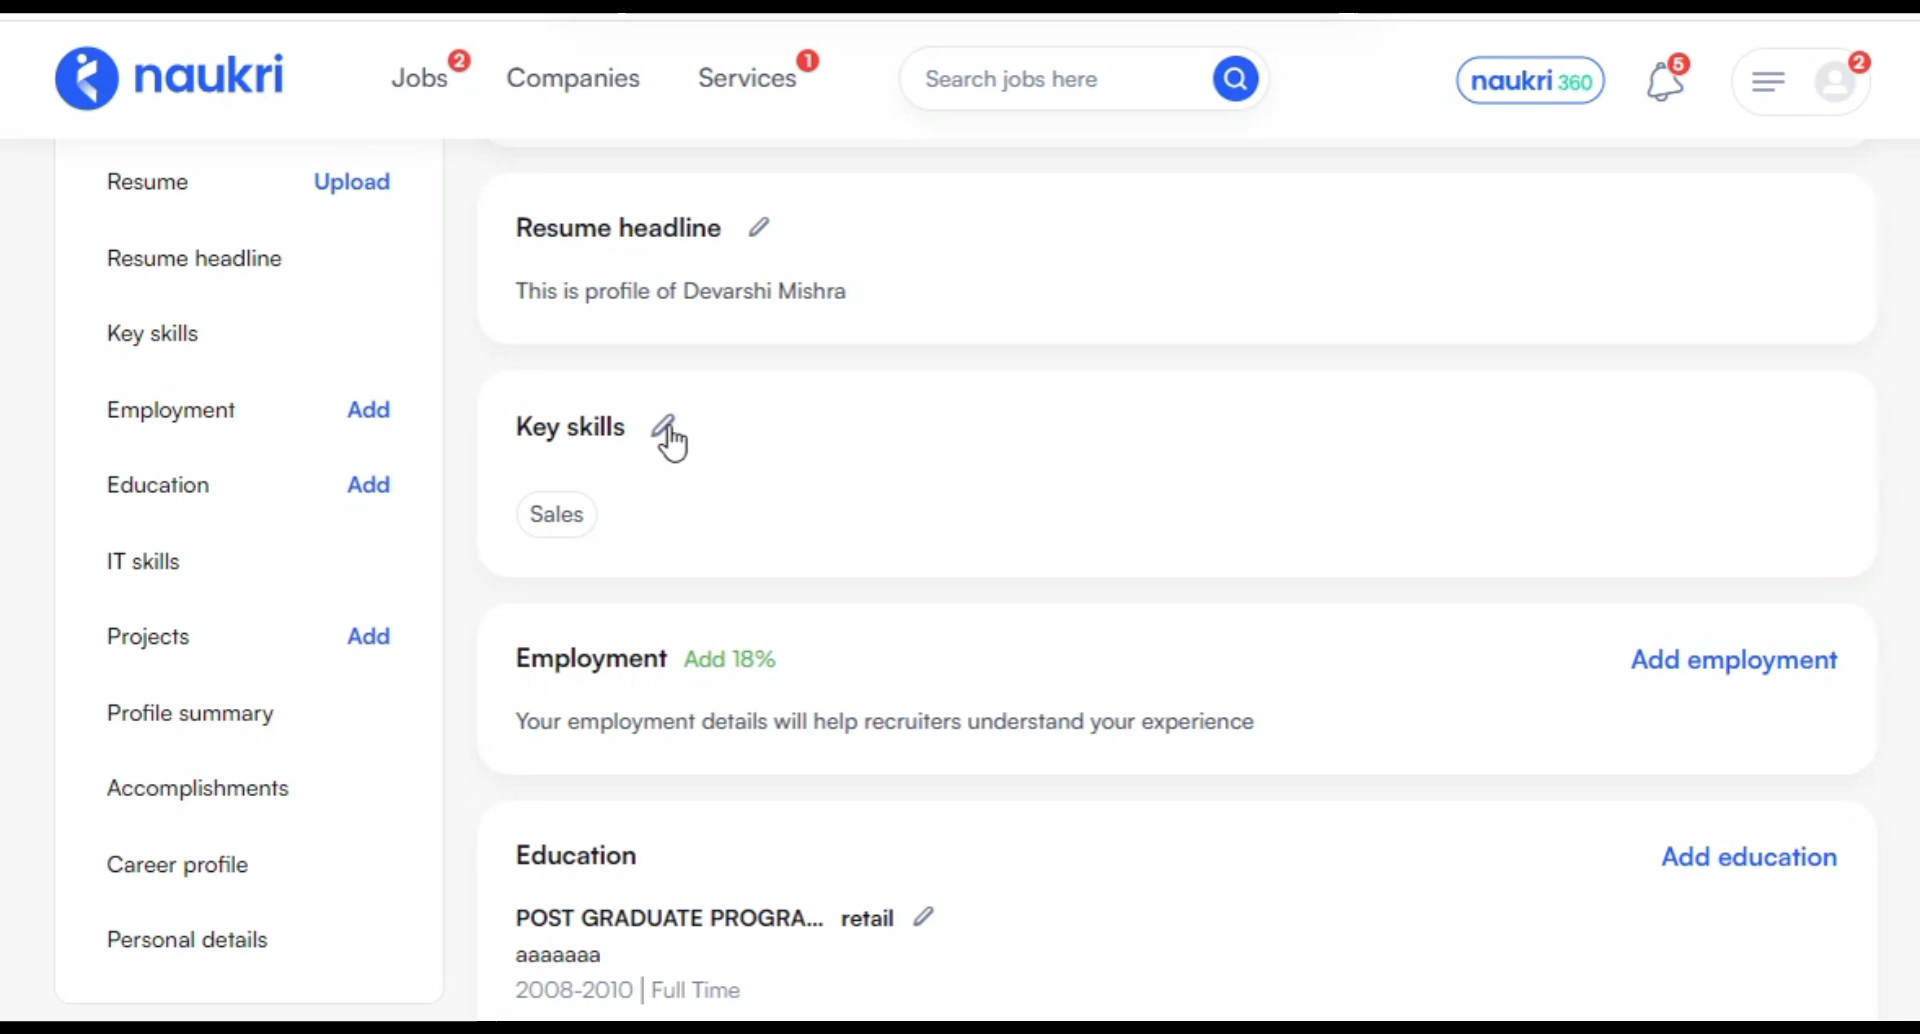 naukri
Jobs 2
Companies
Services 1
Search jobs here
naukri 360
5
2
Resume Upload
Resume headline
Key skills
Employment Add
Education Add
IT skills
Projects Add
Profile summary
Accomplishments
Career profile
Personal details
Resume headline
This is profile of Devarshi Mishra
Key skills
Sales
Employment Add 18%
Add employment
Your employment details will help recruiters understand your experience
Education
Add education
POST GRADUATE PROGRA... retail
aaaaaaa
2008-2010 | Full Time